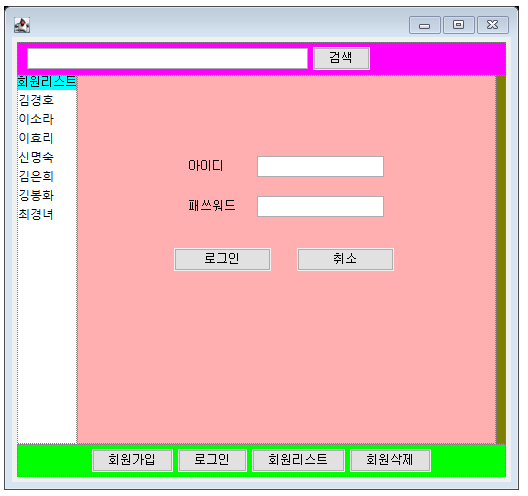 검색
회원리스트
김경호
이소라
이효리
신명숙
김은희
깅봉화
최경녀
아이디
패쓰워드
로그인 취소
회원가입 로그인 회원리스트 회원삭제